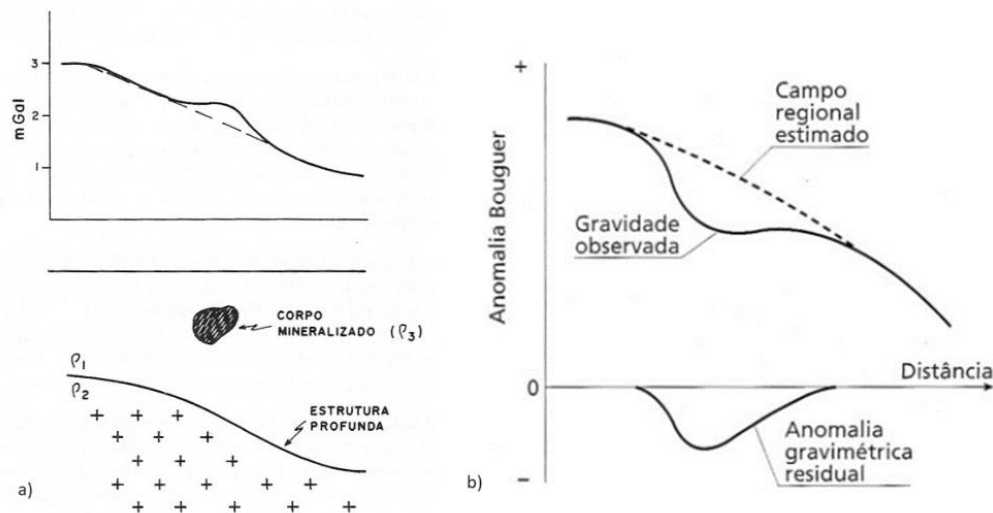 3
2
1
m Gal
CORPO
MINERALIZADO (ρ3)
ρ1
ρ2
ESTRUTURA
PROFUNDA
+ + + +
+ + +
+ + + +
+ + + + + +
+ + + + + +
a)
+
Anomalia Bouguer
Campo
regional
estimado
Gravidade
observada
0
Distância
Anomalia
gravimétrica
residual
-
b)